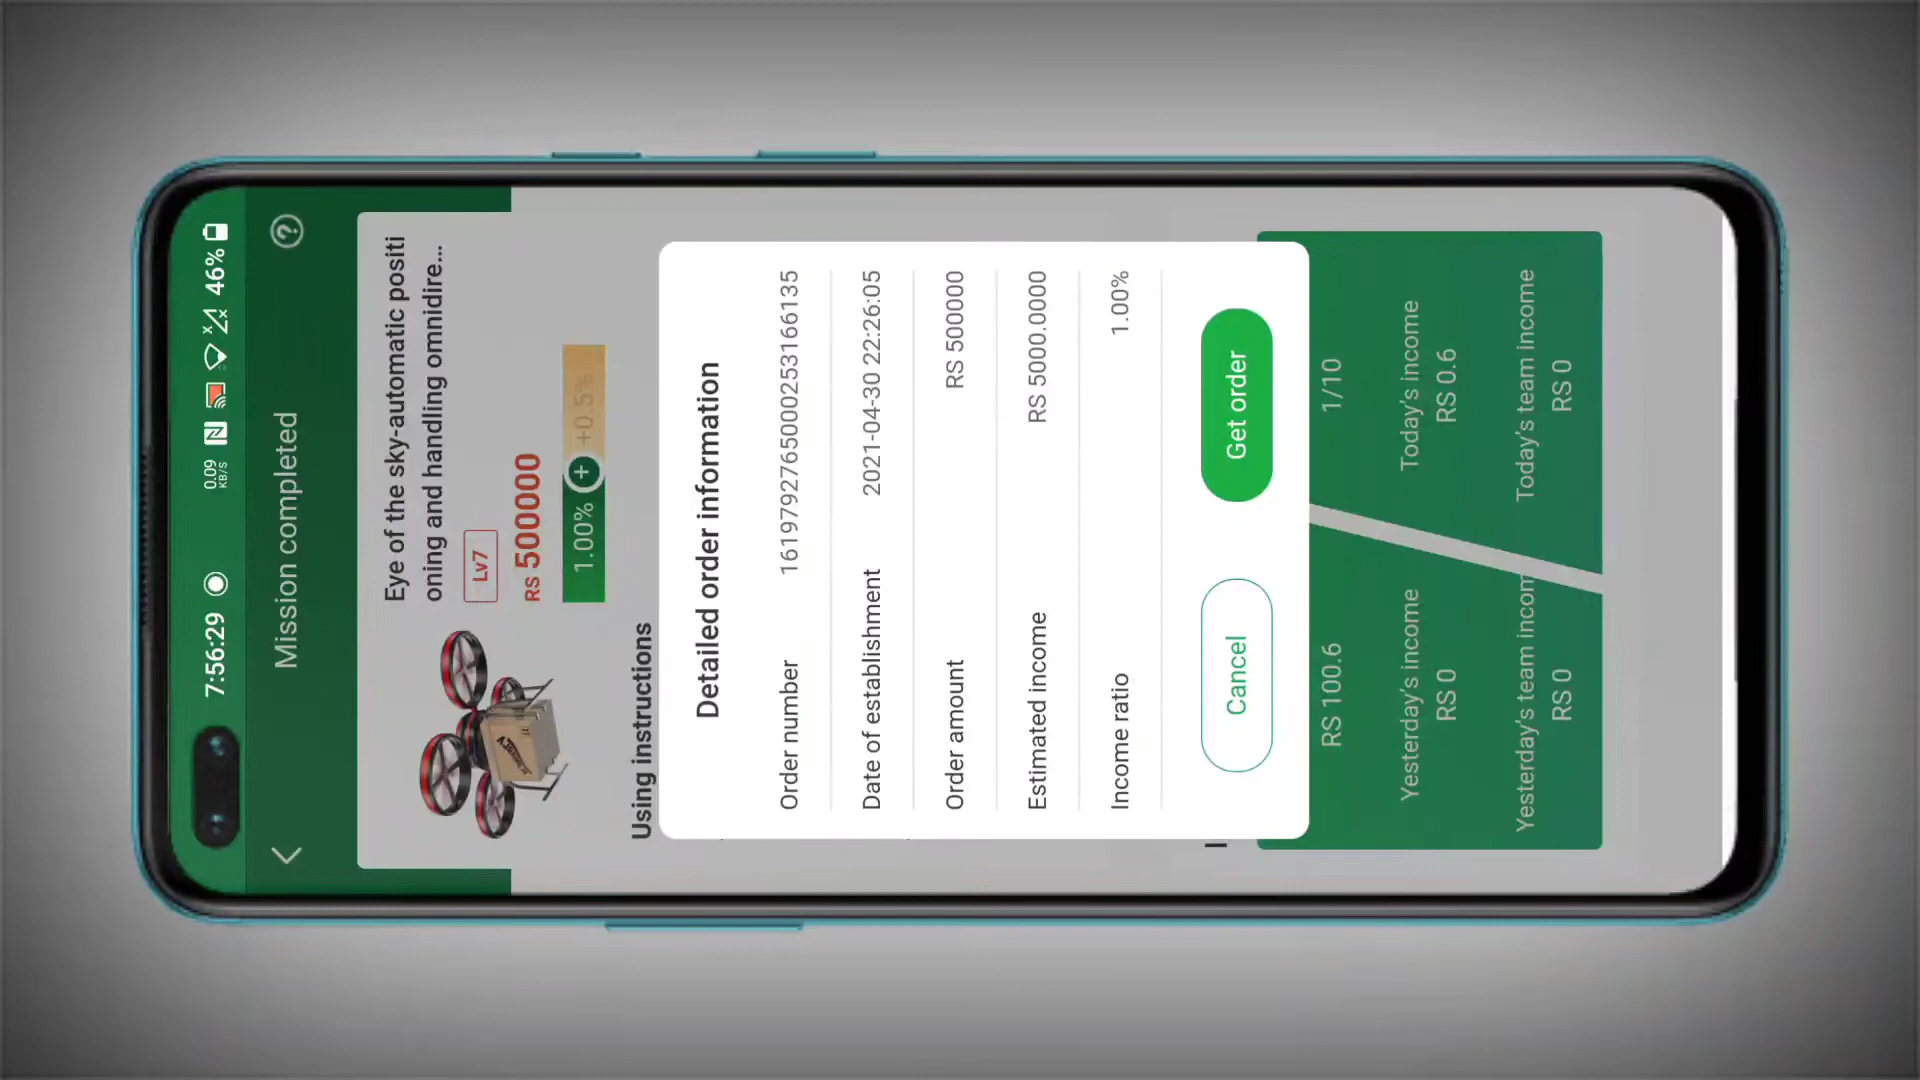 7:56:29
0.09
KB/S
46%
Mission completed
Eye of the sky-automatic positi
oning and handling omnidire...
Lv7
RS 500000
1.00%
+0.5%
Using instructions
Detailed order information
Order number 1619792765000253166135
Date of establishment 2021-04-30 22:26:05
Order amount RS 500000
Estimated income RS 5000.0000
Income ratio 1.00%
Cancel
Get order
RS 100.6
1/10
Yesterday's income
RS 0
Today's income
RS 0.6
Yesterday's team incom
RS 0
Today's team income
RS 0